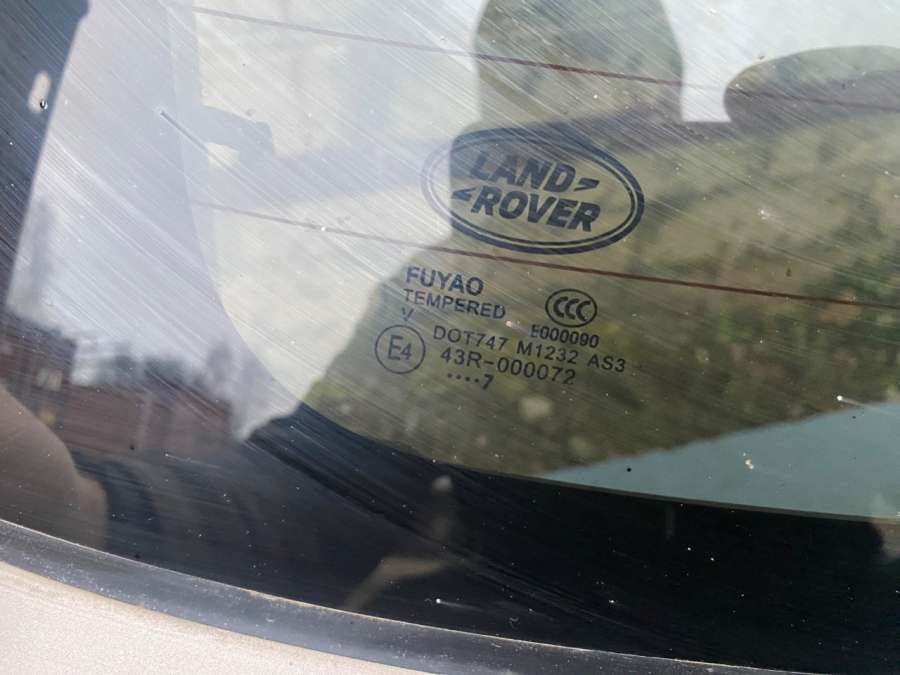 LAND
ROVER
FUYAO
TEMPERED
CCC
V
E000090
E4
DOT747 M1232 AS3
43R-000072
....7